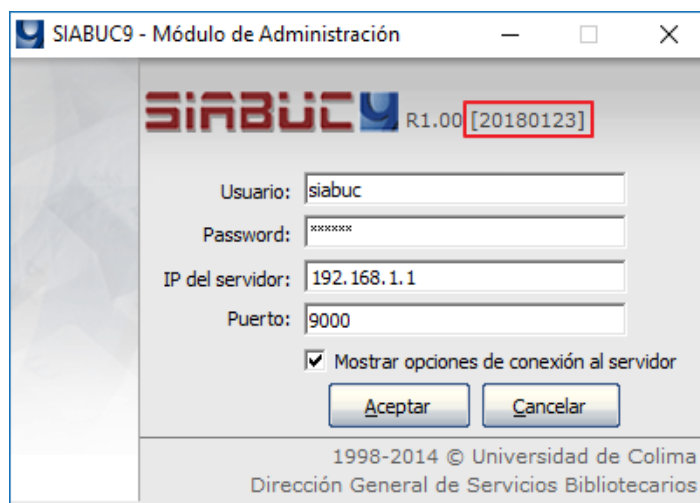 SIABUC9 - Módulo de Administración
SIABUC9 R1.00 [20180123]
Usuario: siabuc
Password: ******
IP del servidor: 192.168.1.1
Puerto: 9000
Mostrar opciones de conexión al servidor
Aceptar Cancelar
1998-2014 © Universidad de Colima
Dirección General de Servicios Bibliotecarios